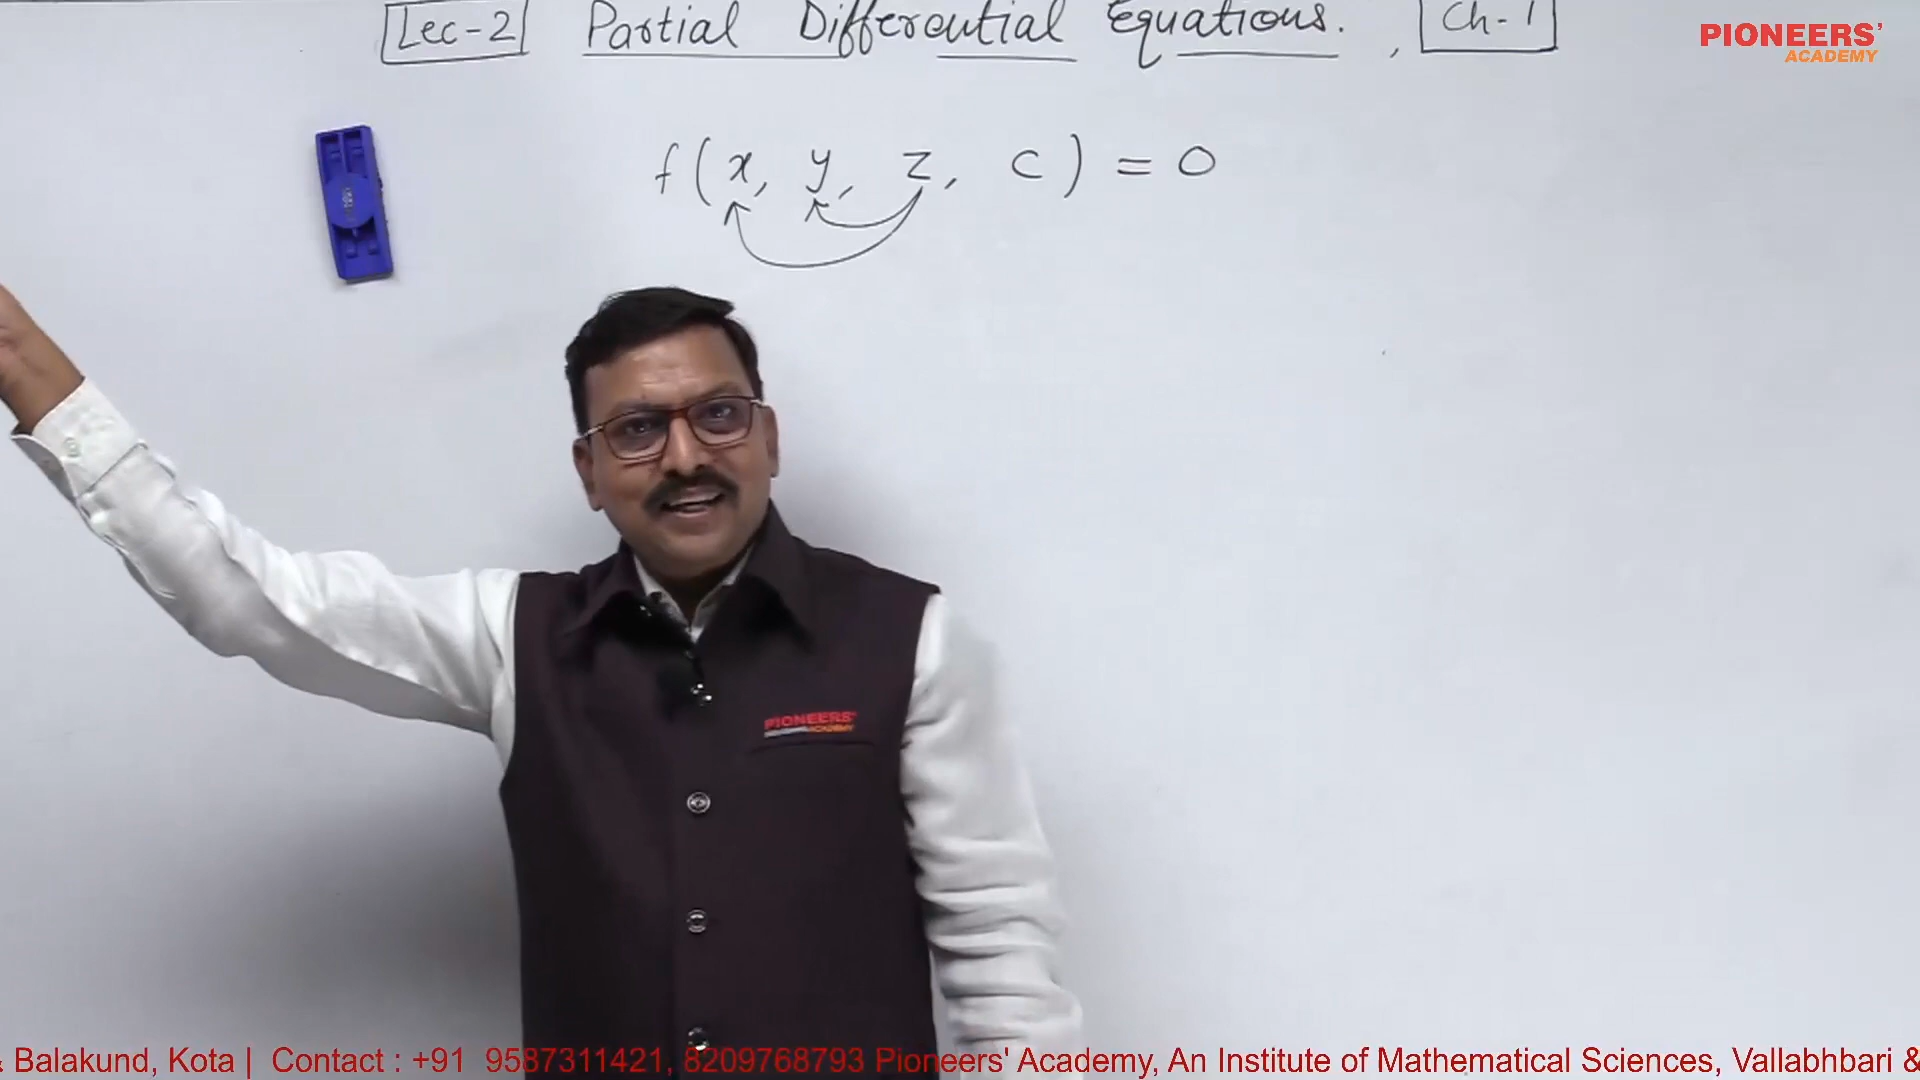 Lec-2 Partial Differential Equations. , Ch-1
PIONEERS’
ACADEMY
f(x, y, z, c) = 0
PIONEERS'
ACADEMY
& Balakund, Kota | Contact : +91 9587311421, 8209768793 Pioneers' Academy, An Institute of Mathematical Sciences, Vallabhbari &